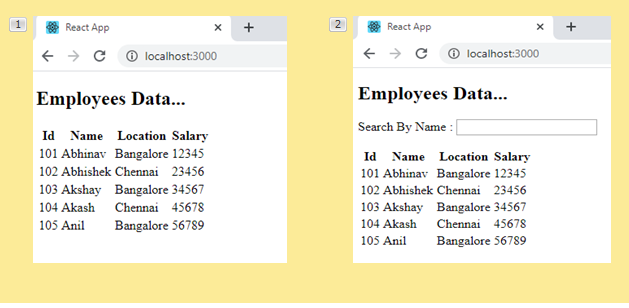 1
React App
localhost:3000
Employees Data...
Id Name Location Salary
101 Abhinav Bangalore 12345
102 Abhishek Chennai 23456
103 Akshay Bangalore 34567
104 Akash Chennai 45678
105 Anil Bangalore 56789
2
React App
localhost:3000
Employees Data...
Search By Name :
Id Name Location Salary
101 Abhinav Bangalore 12345
102 Abhishek Chennai 23456
103 Akshay Bangalore 34567
104 Akash Chennai 45678
105 Anil Bangalore 56789